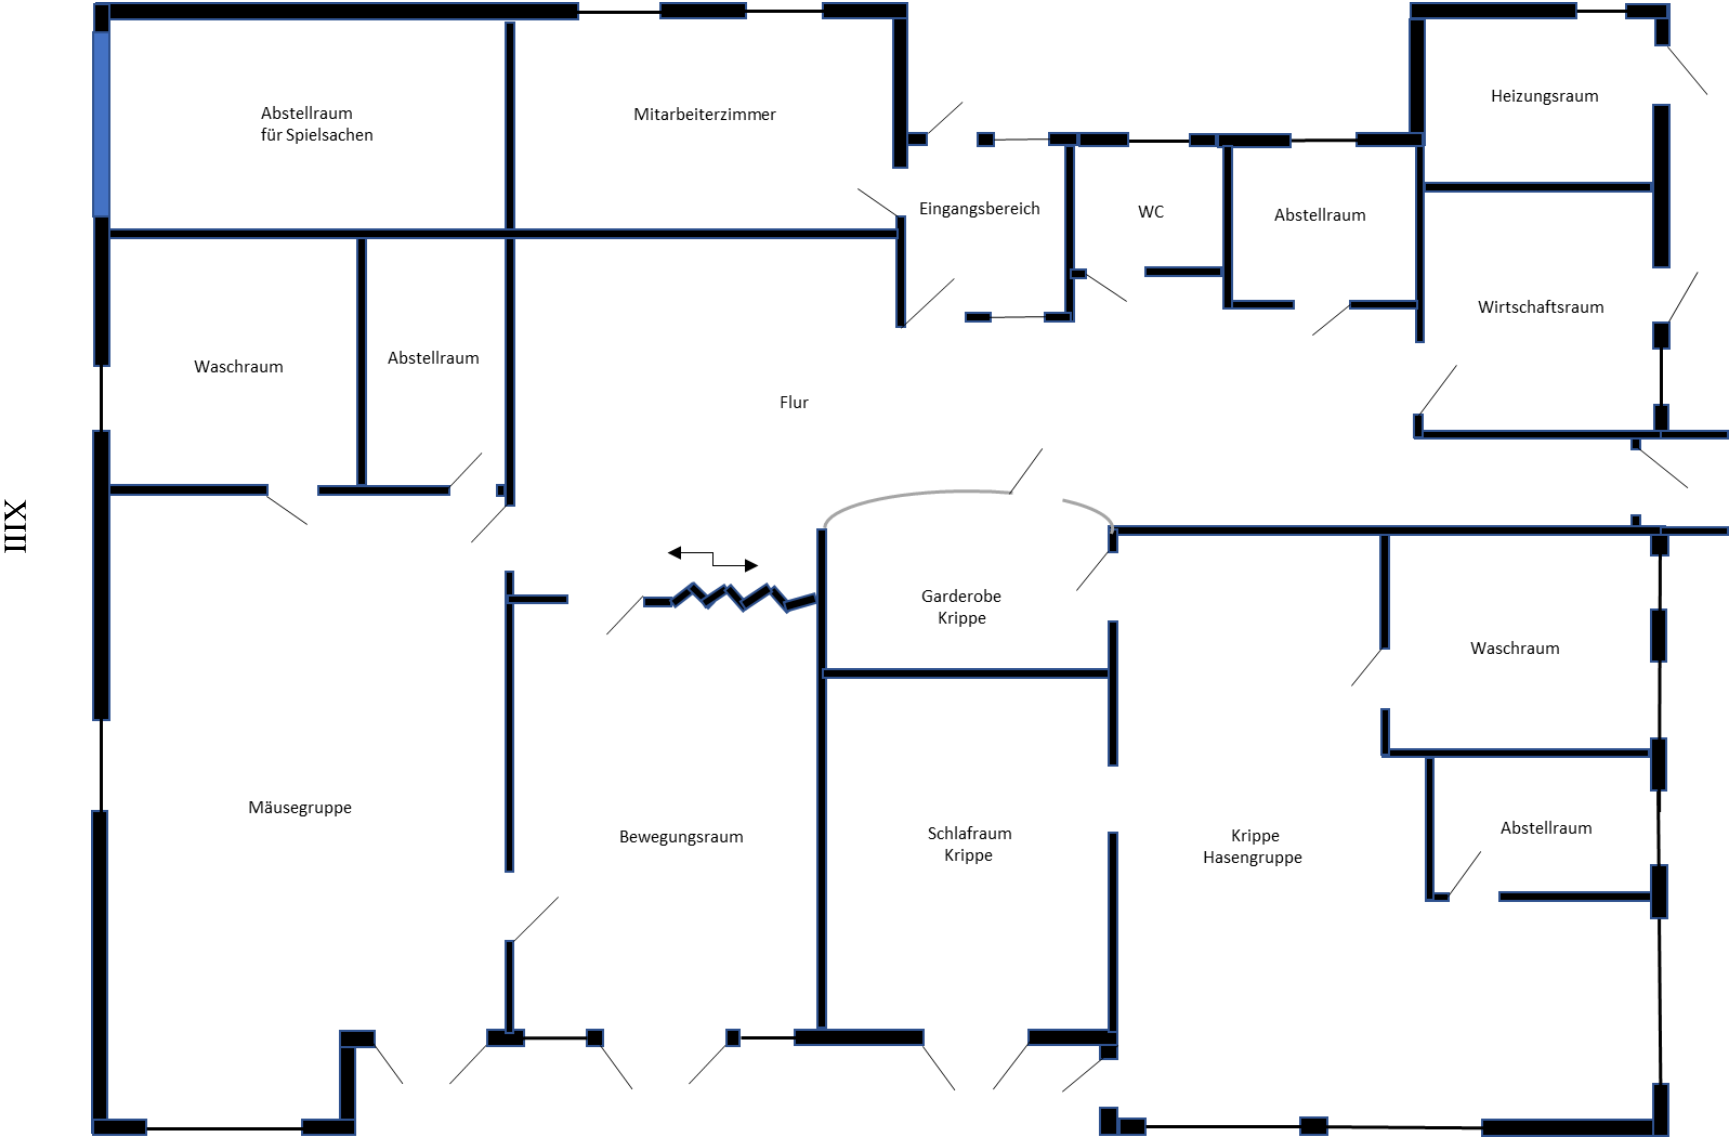 Abstellraum
für Spielsachen
Mitarbeiterzimmer
Heizungsraum
Eingangsbereich
WC
Abstellraum
Wirtschaftsraum
Waschraum
Abstellraum
Flur
XIII
Garderobe
Krippe
Waschraum
Mäusegruppe
Bewegungsraum
Schlafraum
Krippe
Krippe
Hasengruppe
Abstellraum